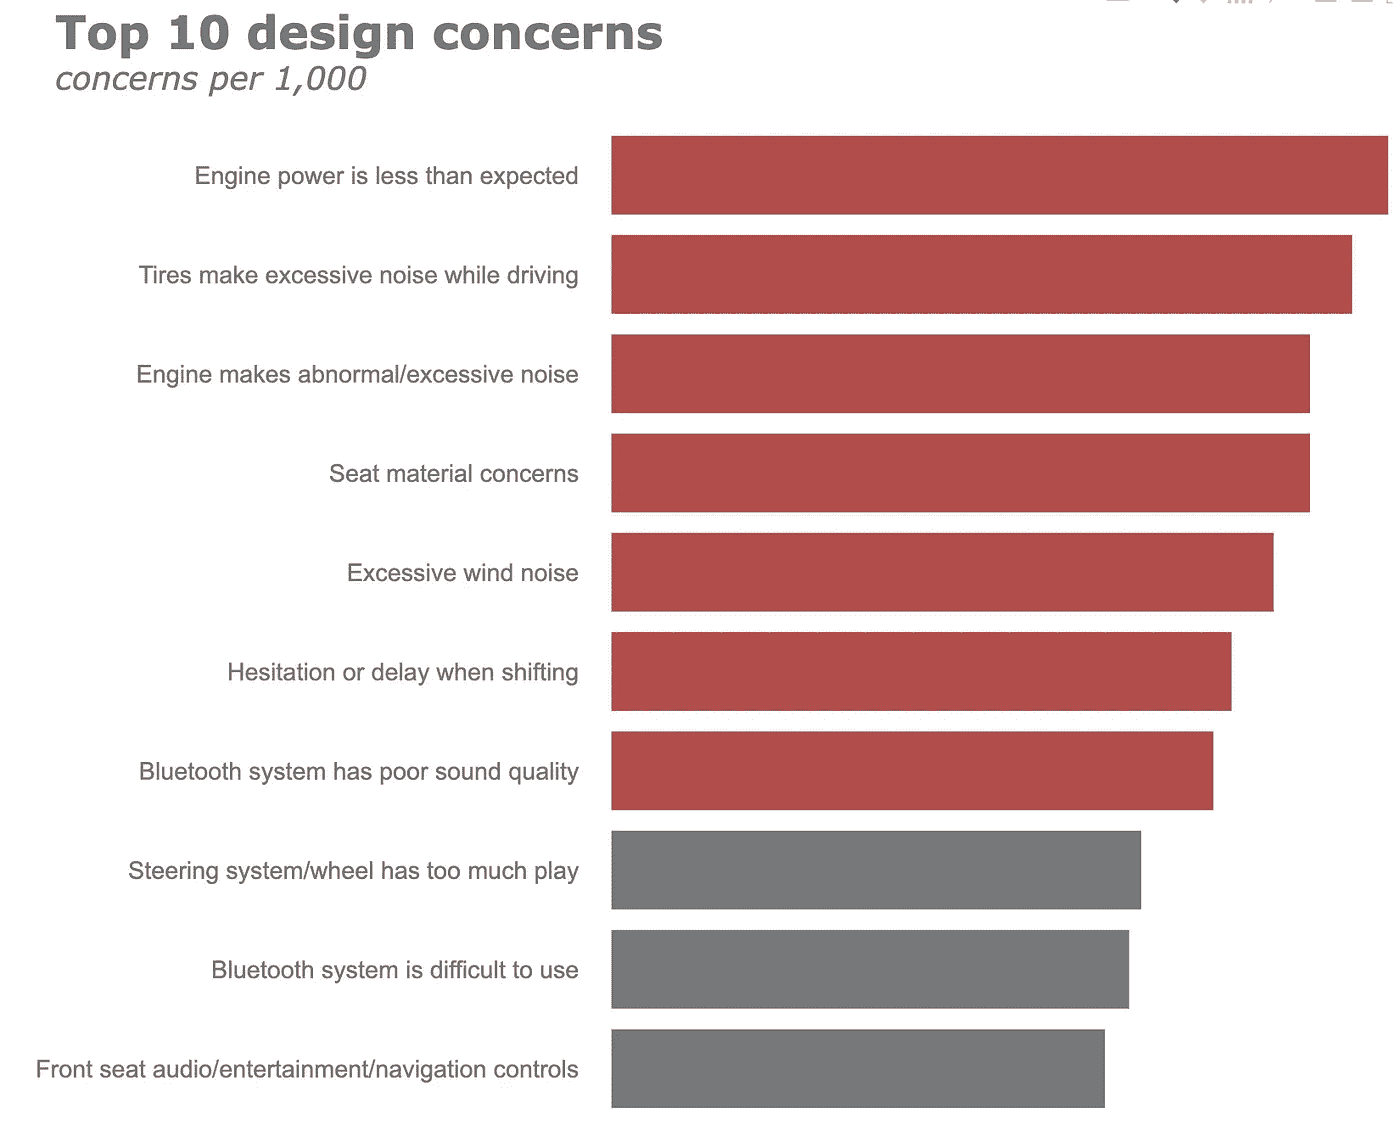 Top 10 design concerns
concerns per 1,000
Engine power is less than expected
Tires make excessive noise while driving
Engine makes abnormal/excessive noise
Seat material concerns
Excessive wind noise
Hesitation or delay when shifting
Bluetooth system has poor sound quality
Steering system/wheel has too much play
Bluetooth system is difficult to use
Front seat audio/entertainment/navigation controls